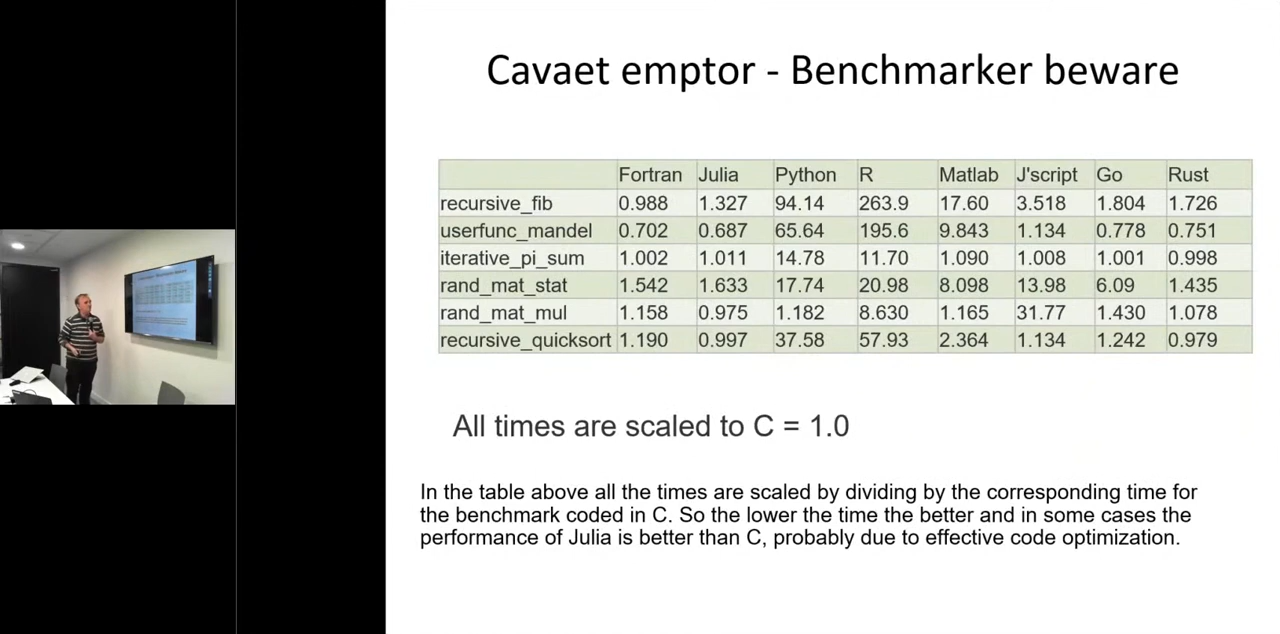 Cavaet emptor - Benchmarker beware
Fortran Julia Python R Matlab J'script Go Rust
recursive_fib 0.988 1.327 94.14 263.9 17.60 3.518 1.804 1.726
userfunc_mandel 0.702 0.687 65.64 195.6 9.843 1.134 0.778 0.751
iterative_pi_sum 1.002 1.011 14.78 11.70 1.090 1.008 1.001 0.998
rand_mat_stat 1.542 1.633 17.74 20.98 8.098 13.98 6.09 1.435
rand_mat_mul 1.158 0.975 1.182 8.630 1.165 31.77 1.430 1.078
recursive_quicksort 1.190 0.997 37.58 57.93 2.364 1.134 1.242 0.979
All times are scaled to C = 1.0
In the table above all the times are scaled by dividing by the corresponding time for
the benchmark coded in C. So the lower the time the better and in some cases the
performance of Julia is better than C, probably due to effective code optimization.